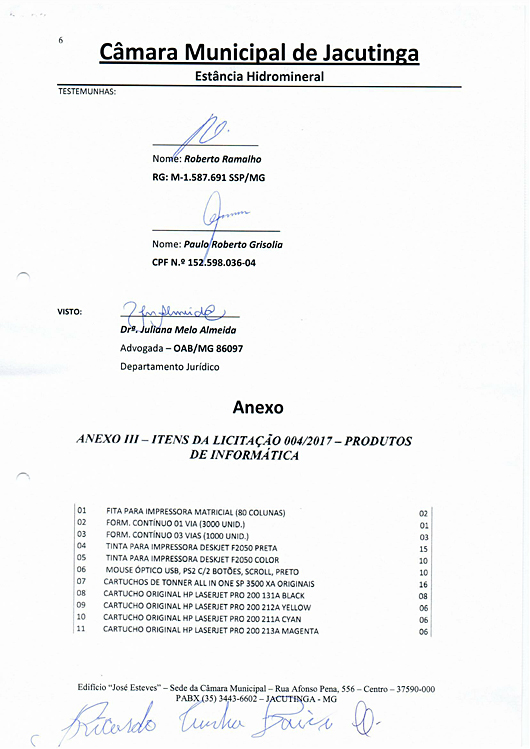 6
Câmara Municipal de Jacutinga
Estância Hidromineral
TESTEMUNHAS:
Nome: Roberto Ramalho
RG: M-1.587.691 SSP/MG
Nome: Paulo Roberto Grisolia
CPF N.º 152.598.036-04
VISTO:
Drª. Juliana Melo Almeida
Advogada – OAB/MG 86097
Departamento Jurídico
Anexo
ANEXO III – ITENS DA LICITAÇÃO 004/2017 – PRODUTOS
DE INFORMÁTICA
01 FITA PARA IMPRESSORA MATRICIAL (80 COLUNAS) 02
02 FORM. CONTÍNUO 01 VIA (3000 UNID.) 01
03 FORM. CONTÍNUO 03 VIAS (1000 UNID.) 03
04 TINTA PARA IMPRESSORA DESKJET F2050 PRETA 15
05 TINTA PARA IMPRESSORA DESKJET F2050 COLOR 10
06 MOUSE ÓPTICO USB, PS2 C/2 BOTÕES, SCROLL, PRETO 10
07 CARTUCHOS DE TONNER ALL IN ONE SP 3500 XA ORIGINAIS 16
08 CARTUCHO ORIGINAL HP LASERJET PRO 200 131A BLACK 08
09 CARTUCHO ORIGINAL HP LASERJET PRO 200 212A YELLOW 06
10 CARTUCHO ORIGINAL HP LASERJET PRO 200 211A CYAN 06
11 CARTUCHO ORIGINAL HP LASERJET PRO 200 213A MAGENTA 06
Edifício "José Esteves" – Sede da Câmara Municipal – Rua Afonso Pena, 556 – Centro – 37590-000
PABX (35) 3443-6602 – JACUTINGA - MG
Ricardo Cunha